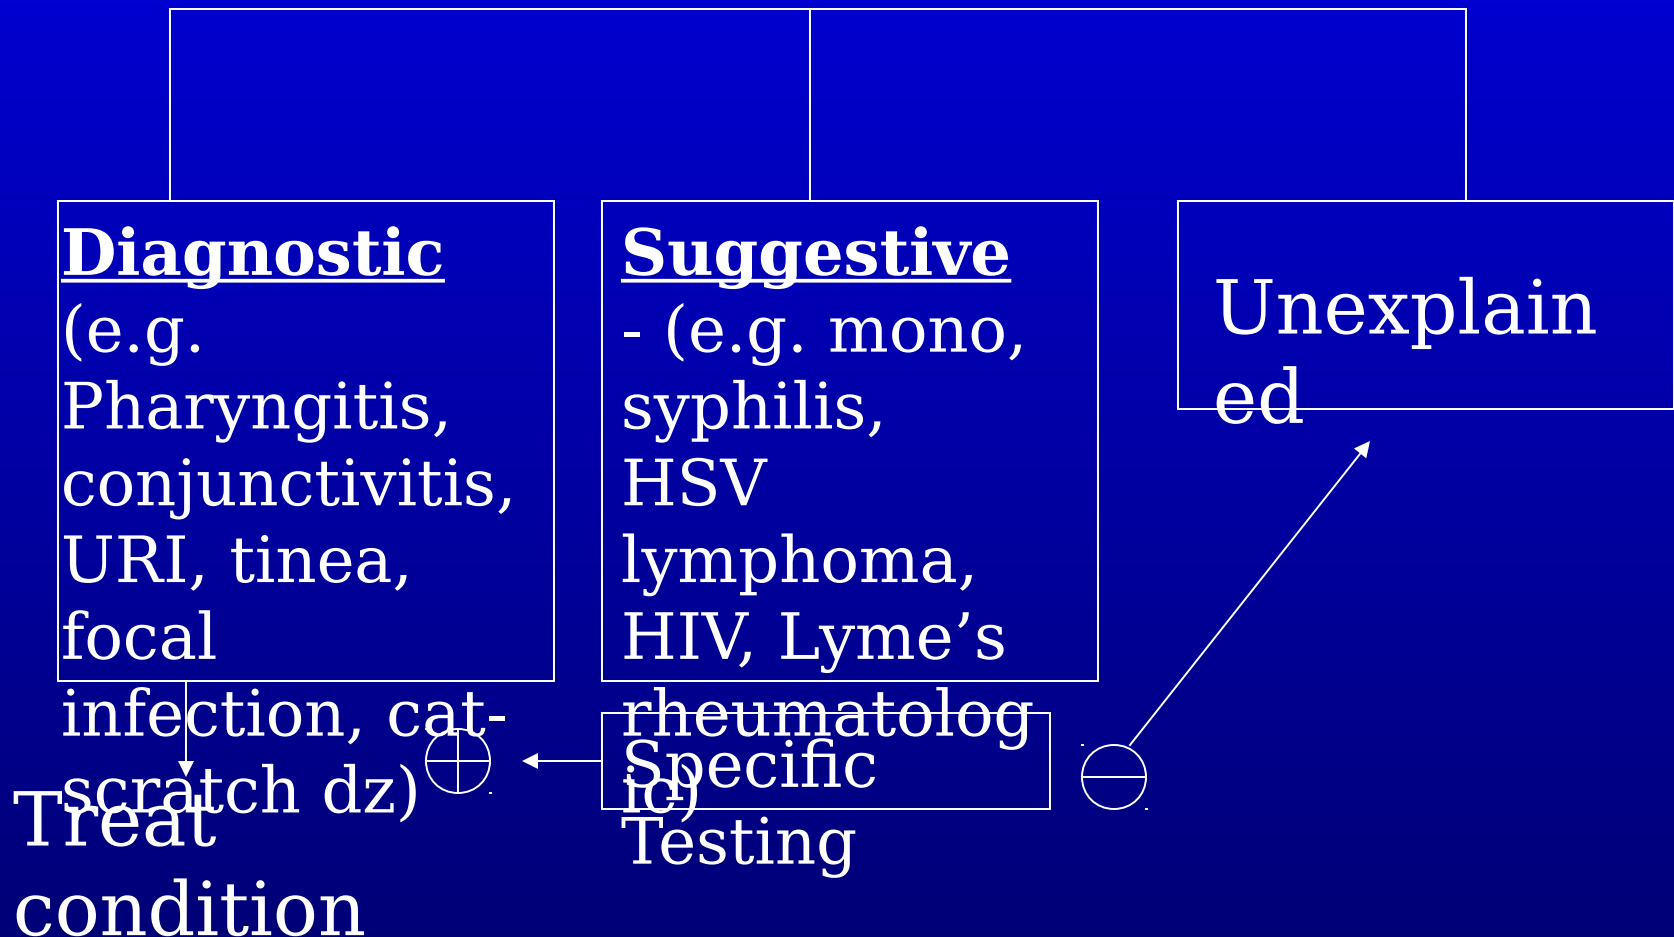 Diagnostic
(e.g.
Pharyngitis,
conjunctivitis,
URI, tinea,
focal
infection, cat-
scratch dz)
Treat
condition
Suggestive
- (e.g. mono,
syphilis,
HSV
lymphoma,
HIV, Lyme’s
rheumatolog
ic)
Specific
Testing
Unexplain
ed